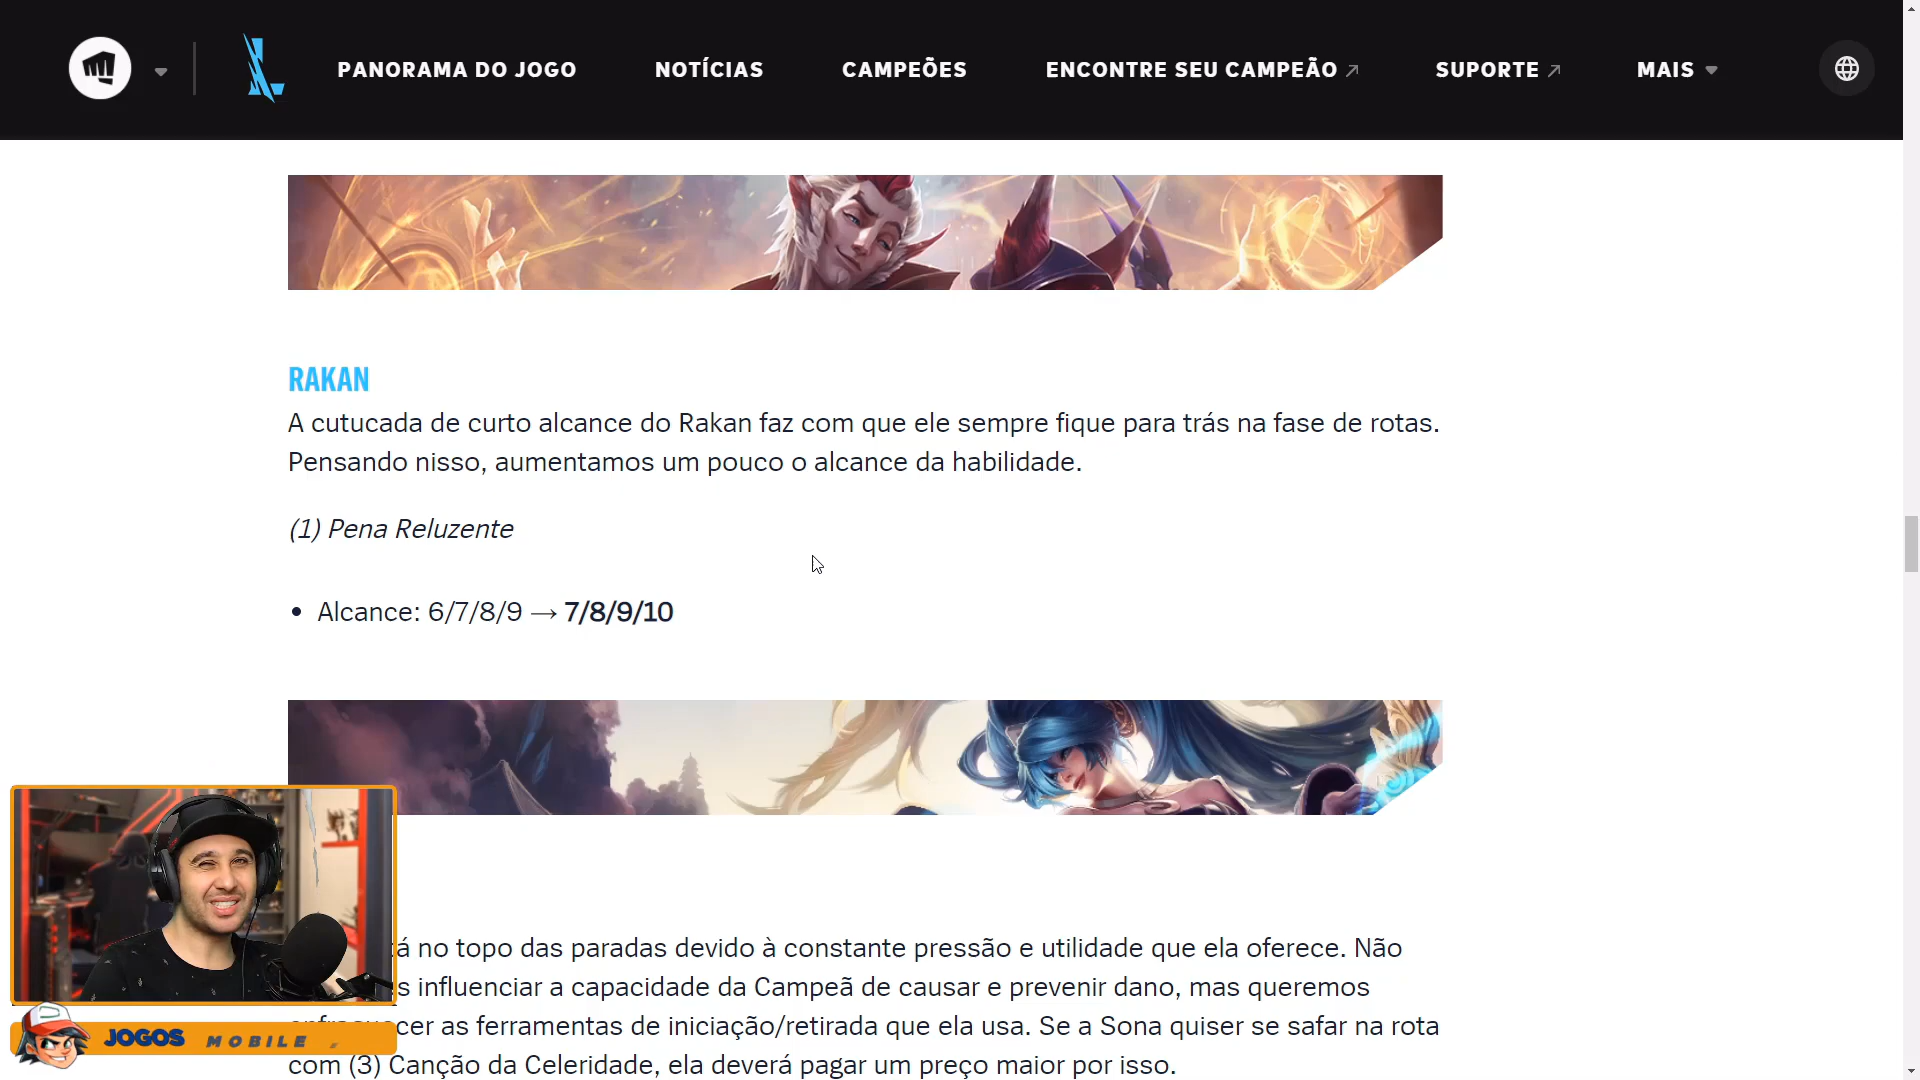 PANORAMA DO JOGO NOTÍCIAS CAMPEÕES ENCONTRE SEU CAMPEÃO SUPORTE MAIS
RAKAN
A cutucada de curto alcance do Rakan faz com que ele sempre fique para trás na fase de rotas.
Pensando nisso, aumentamos um pouco o alcance da habilidade.
(1) Pena Reluzente
• Alcance: 6/7/8/9 → 7/8/9/10
no topo das paradas devido à constante pressão e utilidade que ela oferece. Não
influenciar a capacidade da Campeã de causar e prevenir dano, mas queremos
as ferramentas de iniciação/retirada que ela usa. Se a Sona quiser se safar na rota
com (3) Canção da Celeridade, ela deverá pagar um preço maior por isso.
JOGOS MOBILE